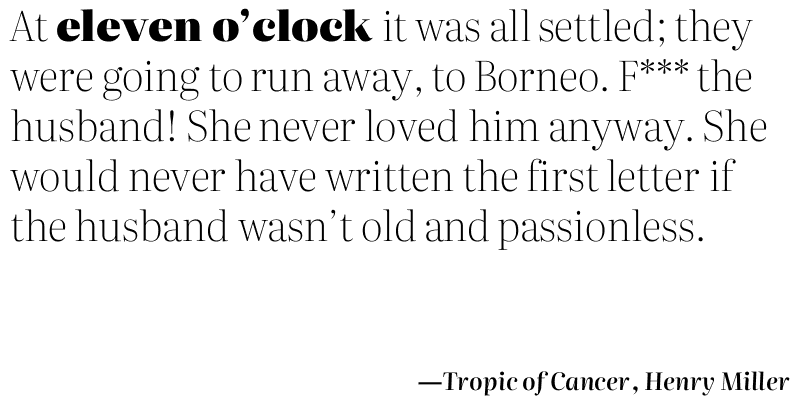 At eleven o’clock it was all settled; they
were going to run away, to Borneo. F*** the
husband! She never loved him anyway. She
would never have written the first letter if
the husband wasn’t old and passionless.
—Tropic of Cancer, Henry Miller